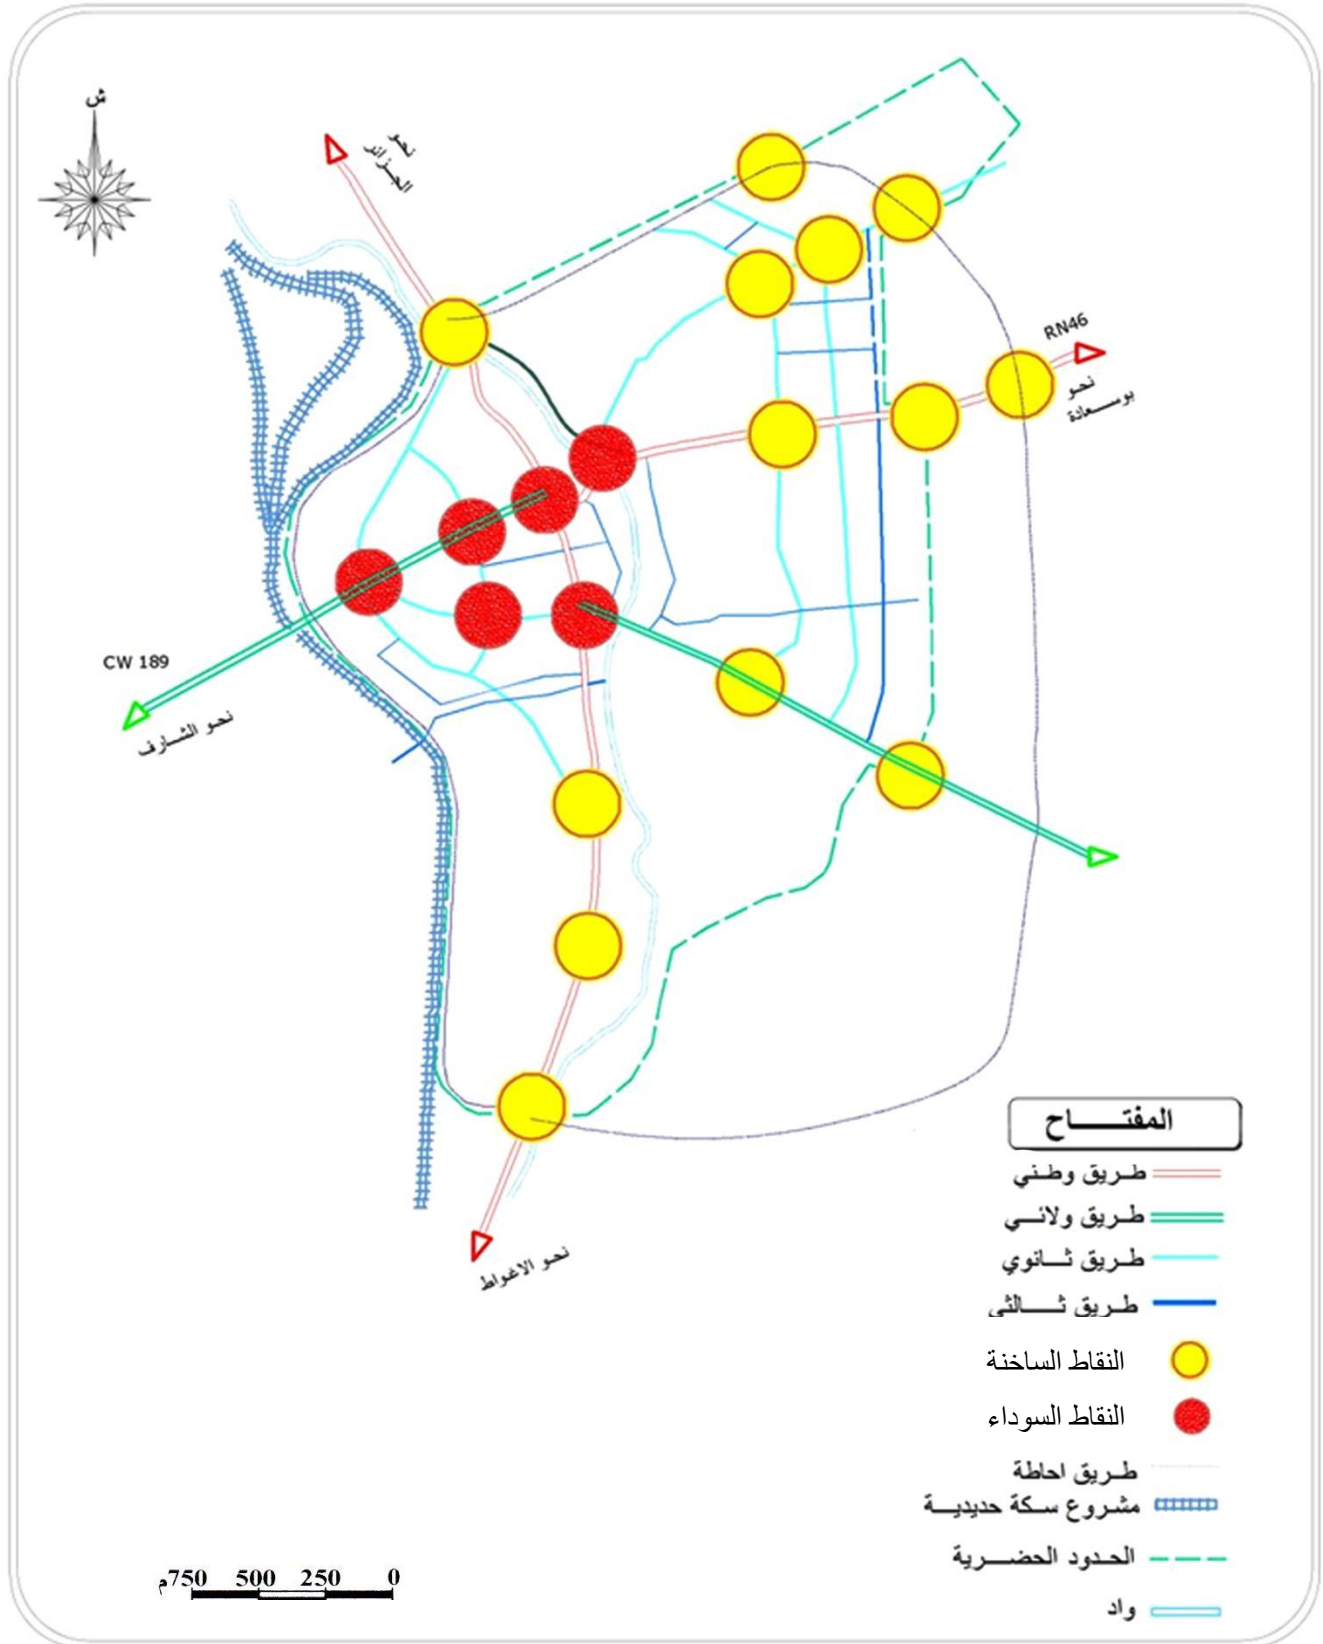 ش
نحو
الجزائر
RN46
نحو
بوسعادة
CW 189
نحو الشارف
نحو الاغواط
المفتاح
طريق وطني
طريق ولائي
طريق ثانوي
طريق ثالثي
النقاط الساخنة
النقاط السوداء
طريق احاطة
مشروع سكة حديدية
الحدود الحضرية
واد
0 250 500 750م